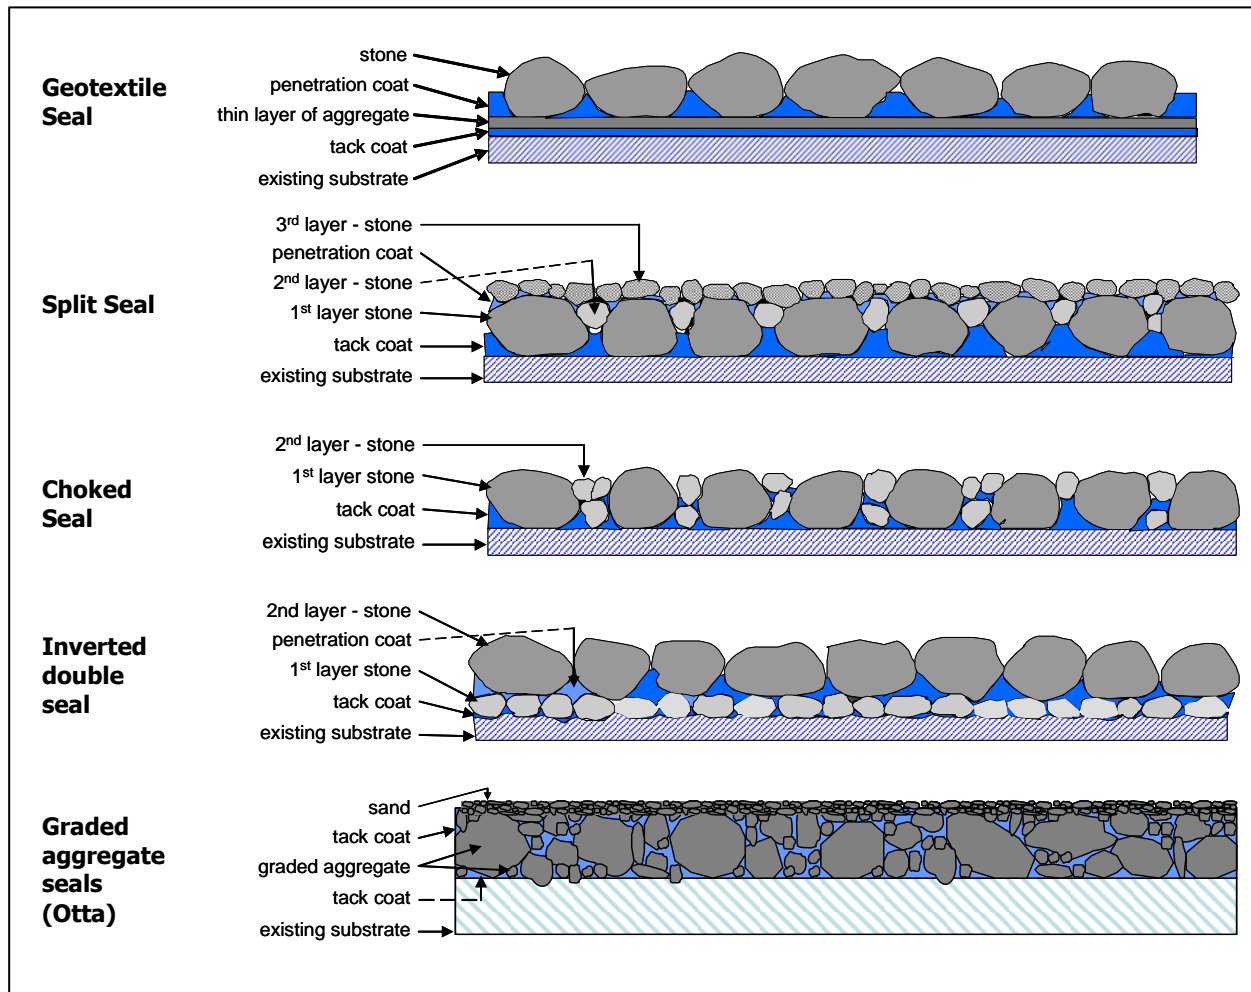 Geotextile
Seal
stone
penetration coat
thin layer of aggregate
tack coat
existing substrate
Split Seal
3rd layer - stone
penetration coat
2nd layer - stone
1st layer stone
tack coat
existing substrate
Choked
Seal
2nd layer - stone
1st layer stone
tack coat
existing substrate
Inverted
double
seal
2nd layer - stone
penetration coat
1st layer stone
tack coat
existing substrate
Graded
aggregate
seals
(Otta)
sand
tack coat
graded aggregate
tack coat
existing substrate